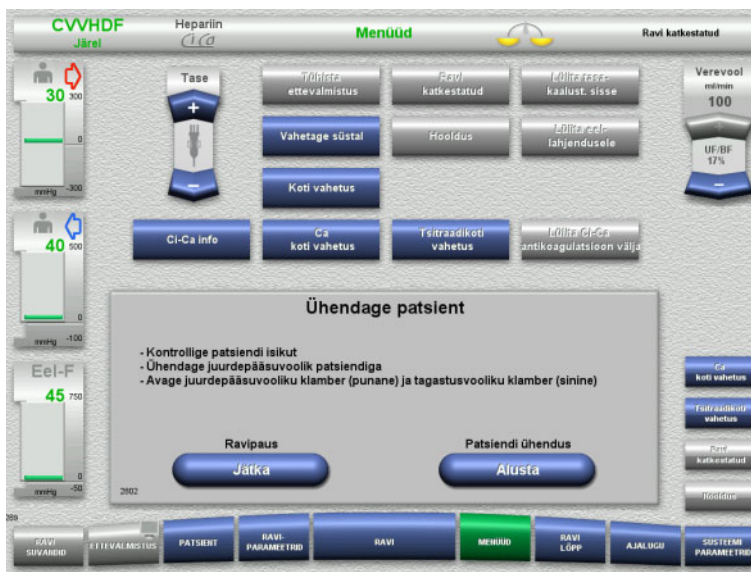 CVVHDF
Järel
Hepariin
Ci Ca
Menüüd
Ravi katkestatud
30
300
0
-300
mmHg
Tase
+
−
Tühista
ettevalmistus
Ravi
katkestatud
Lülita tasa-
kaalust. sisse
Vahetage süstal
Hooldus
Lülita eel-
lahjendusele
Koti vahetus
Verevool
ml/min
100
+
UF/BF
17%
−
Ci-Ca info
Ca
koti vahetus
Tsitraadikoti
vahetus
Lülita Ci-Ca
antikoagulatsioon välja
40
500
0
-100
mmHg
Ühendage patsient
- Kontrollige patsiendi isikut
- Ühendage juurdepääsuvoolik patsiendiga
- Avage juurdepääsuvooliku klamber (punane) ja tagastusvooliku klamber (sinine)
Ravipaus
Jätka
Patsiendi ühendus
Alusta
2602
Eel-F
45
750
0
-50
mmHg
Ca
koti vahetus
Tsitraadikoti
vahetus
Ravi
katkestatud
Hooldus
RAVI
SUVANDID
ETTEVALMISTUS
PATSIENT
RAVI-
PARAMEETRID
RAVI
MENÜÜD
RAVI
LÕPP
AJALUGU
SÜSTEEMI
PARAMEETRID